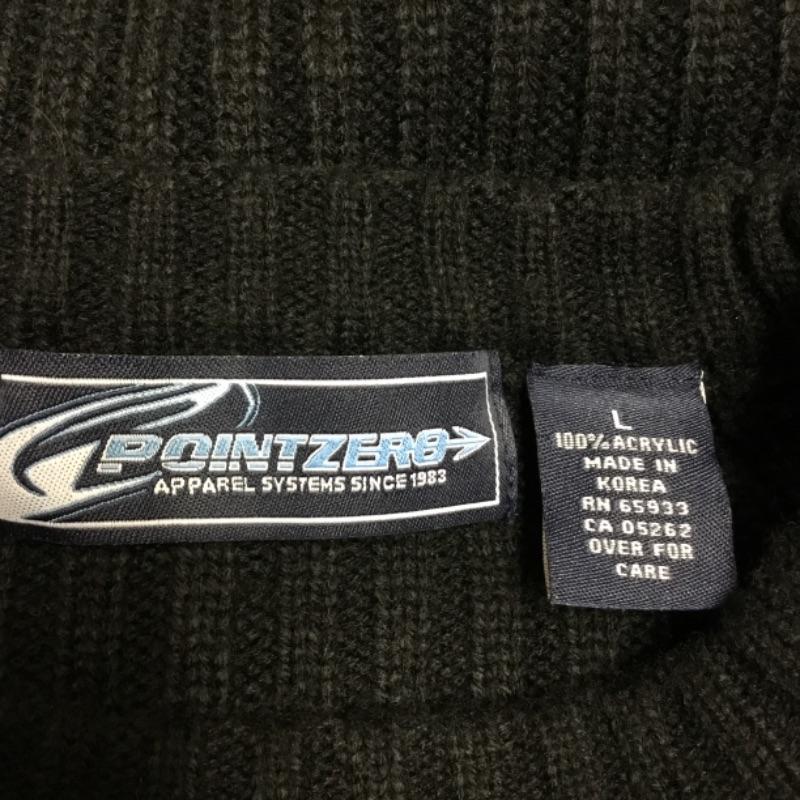 POINTZERO
APPAREL SYSTEMS SINCE 1983
L
100% ACRYLIC
MADE IN
KOREA
RN 65933
CA 05262
OVER FOR
CARE